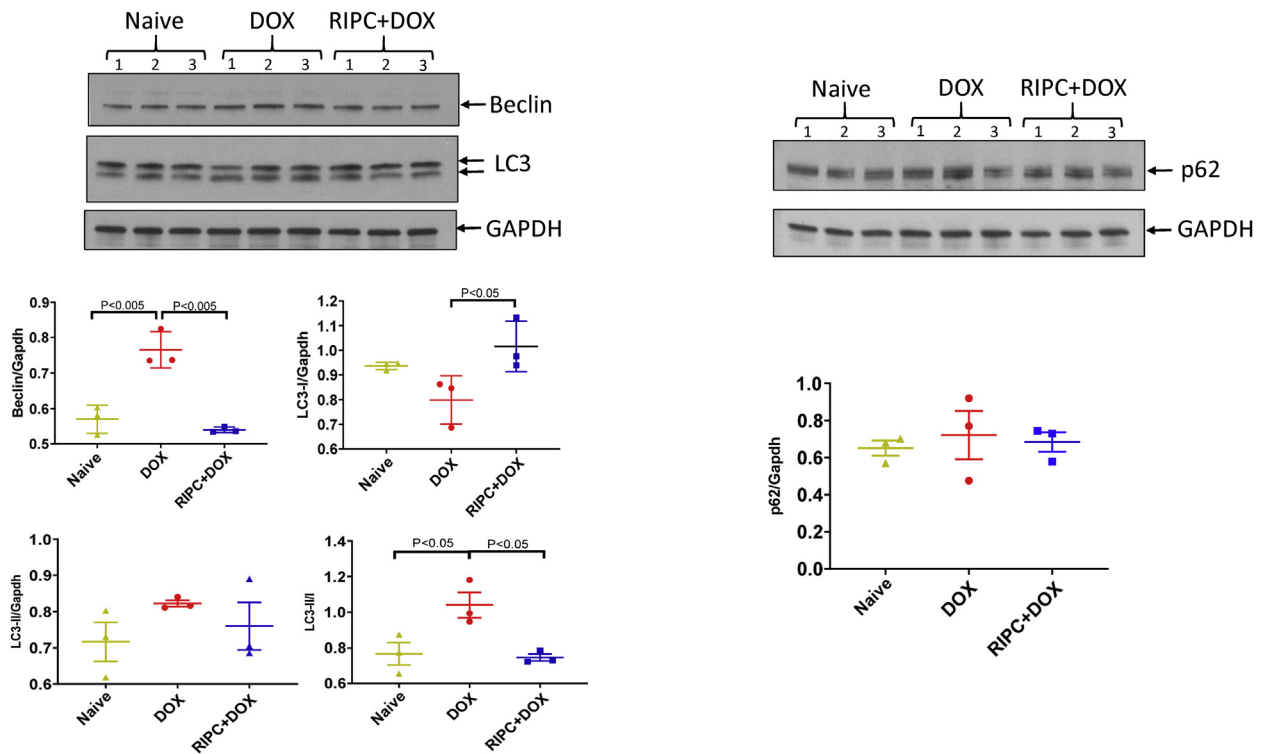 Naive DOX RIPC+DOX
1 2 3 1 2 3 1 2 3
Beclin
LC3
GAPDH
Naive DOX RIPC+DOX
1 2 3 1 2 3 1 2 3
p62
GAPDH
Beclin/Gapdh
0.9
0.8
0.7
0.6
0.5
P<0.005 P<0.005
Naive DOX RIPC+DOX
LC3-I/Gapdh
1.2
1.1
1.0
0.9
0.8
0.7
0.6
P<0.05
Naive DOX RIPC+DOX
LC3-II/Gapdh
1.0
0.9
0.8
0.7
0.6
Naive DOX RIPC+DOX
LC3-II/I
1.4
1.2
1.0
0.8
0.6
P<0.05 P<0.05
Naive DOX RIPC+DOX
p62/Gapdh
1.0
0.8
0.6
0.4
0.2
0.0
Naive DOX RIPC+DOX